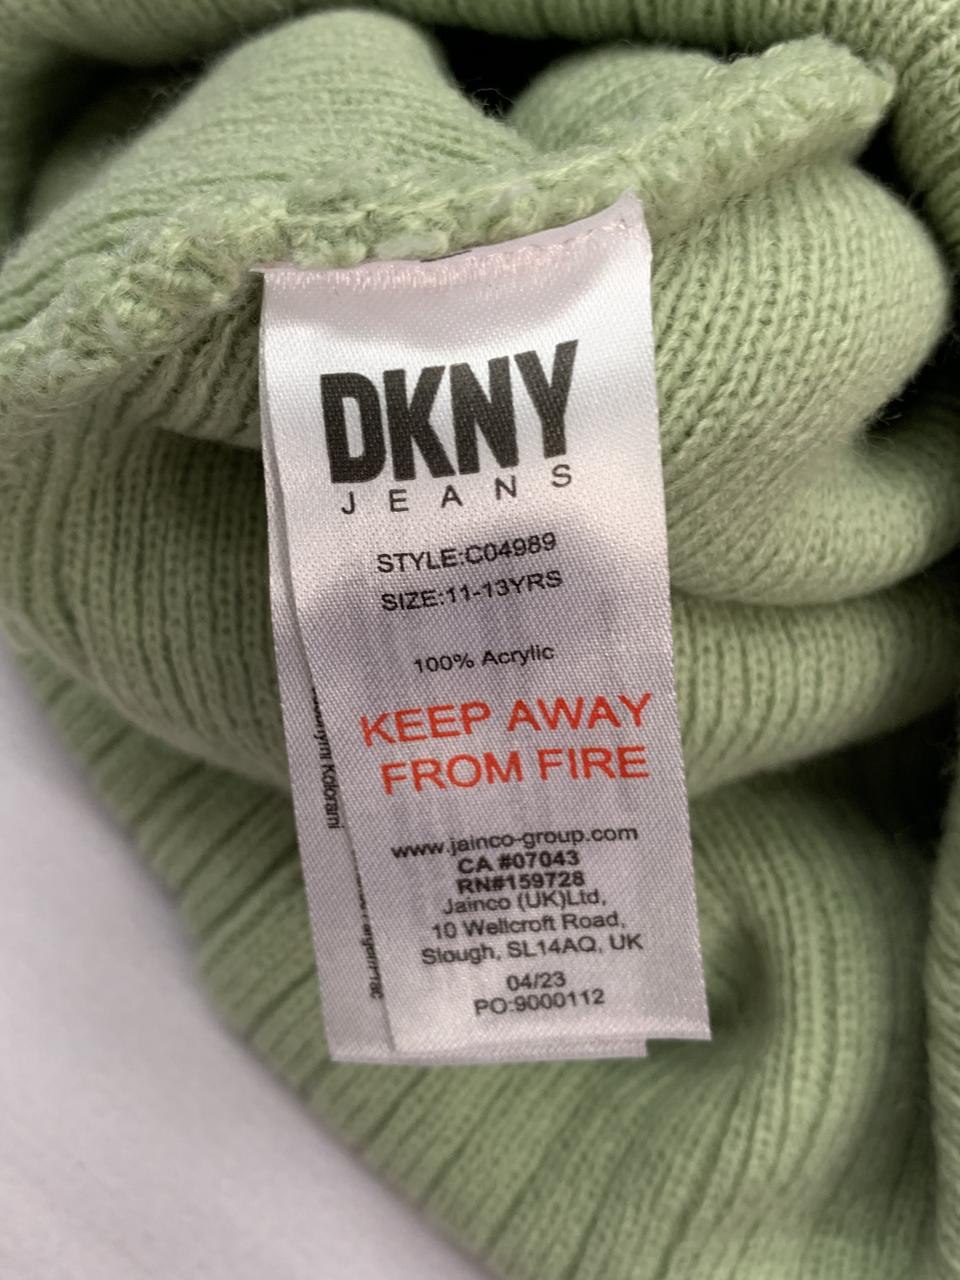 DKNY
JEANS
STYLE:C04989
SIZE:11-13YRS
100% Acrylic
KEEP AWAY
FROM FIRE
www.jainco-group.com
CA #07043
RN#159728
Jainco (UK)Ltd,
10 Wellcroft Road,
Slough, SL14AQ, UK
04/23
PO:9000112
Kolorami